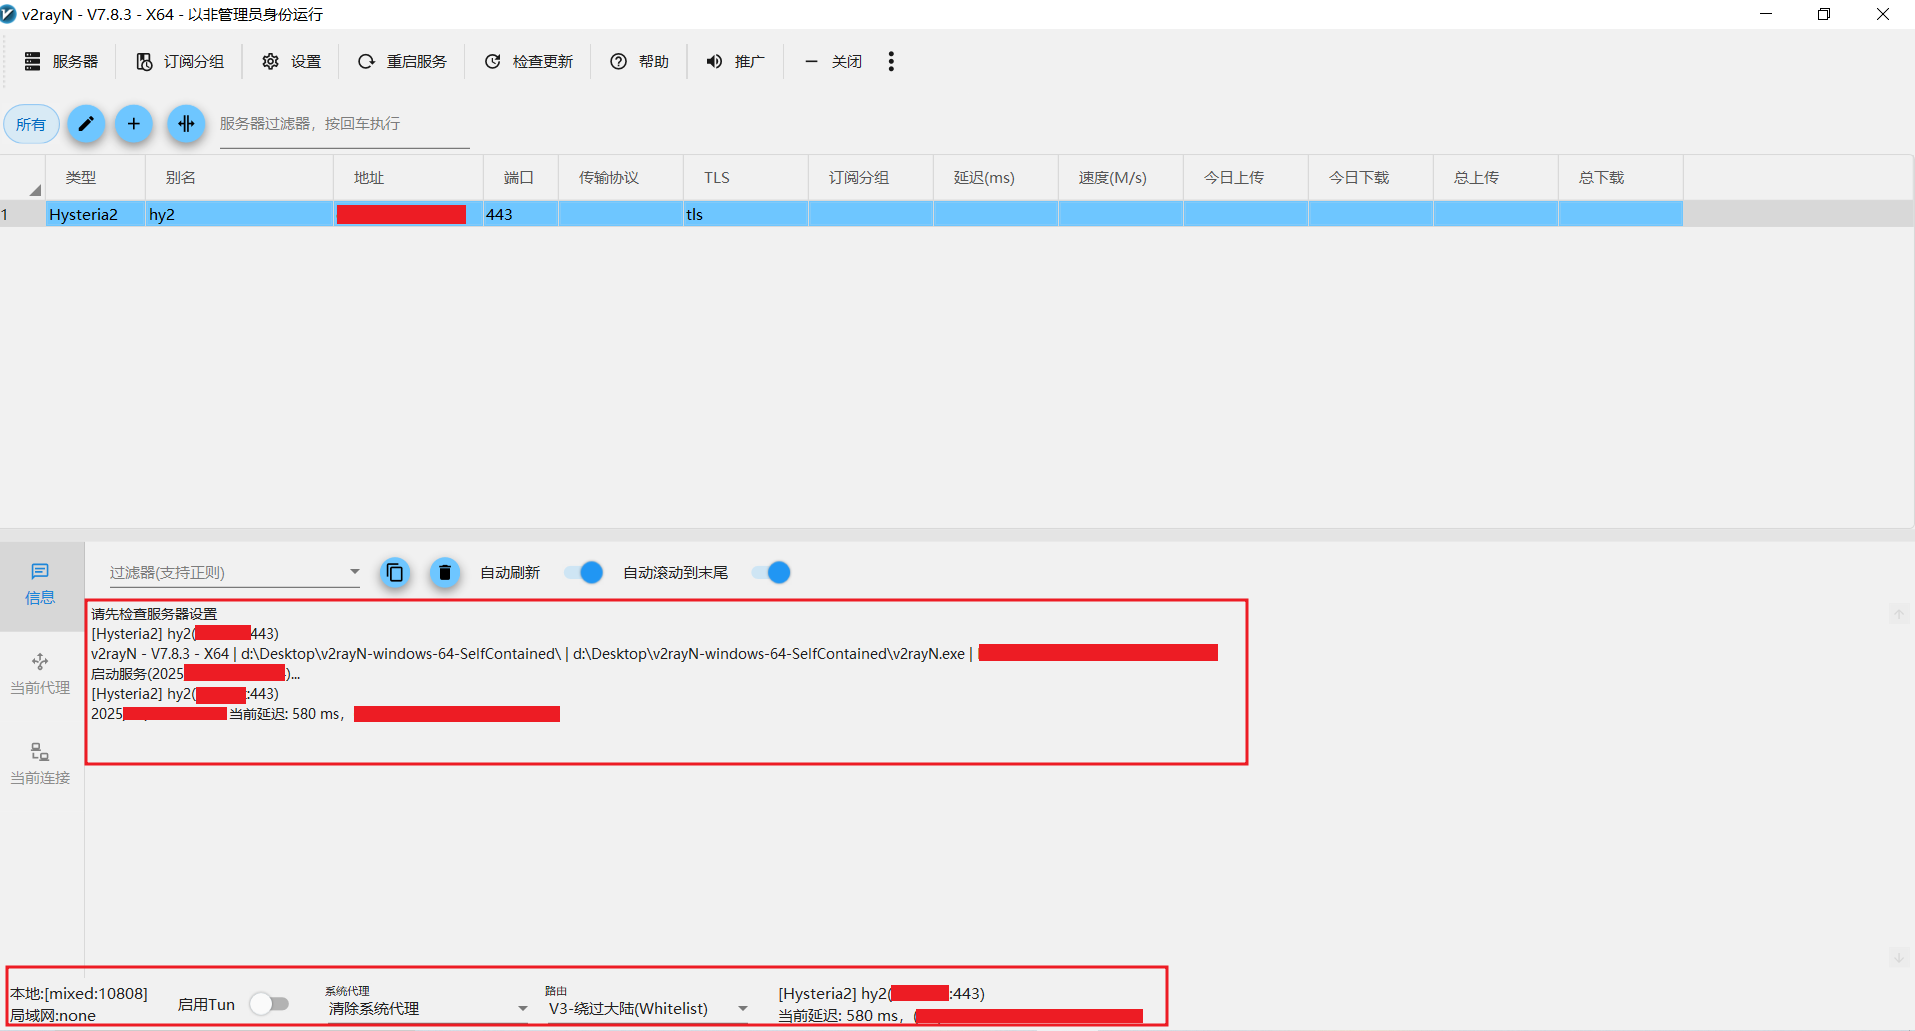 v2rayN - V7.8.3 - X64 - 以非管理员身份运行
服务器 订阅分组 设置 重启服务 检查更新 帮助 推广 关闭
所有 服务器过滤器，按回车执行
类型 别名 地址 端口 传输协议 TLS 订阅分组 延迟(ms) 速度(M/s) 今日上传 今日下载 总上传 总下载
1 Hysteria2 hy2 443 tls
信息
当前代理
当前连接
过滤器(支持正则) 自动刷新 自动滚动到末尾
请先检查服务器设置
[Hysteria2] hy2( 443)
v2rayN - V7.8.3 - X64 | d:\Desktop\v2rayN-windows-64-SelfContained\ | d:\Desktop\v2rayN-windows-64-SelfContained\v2rayN.exe |
启动服务(2025 )...
[Hysteria2] hy2( :443)
2025 当前延迟: 580 ms，
本地:[mixed:10808]
局域网:none
启用Tun
系统代理
清除系统代理
路由
V3-绕过大陆(Whitelist)
[Hysteria2] hy2( :443)
当前延迟: 580 ms， (